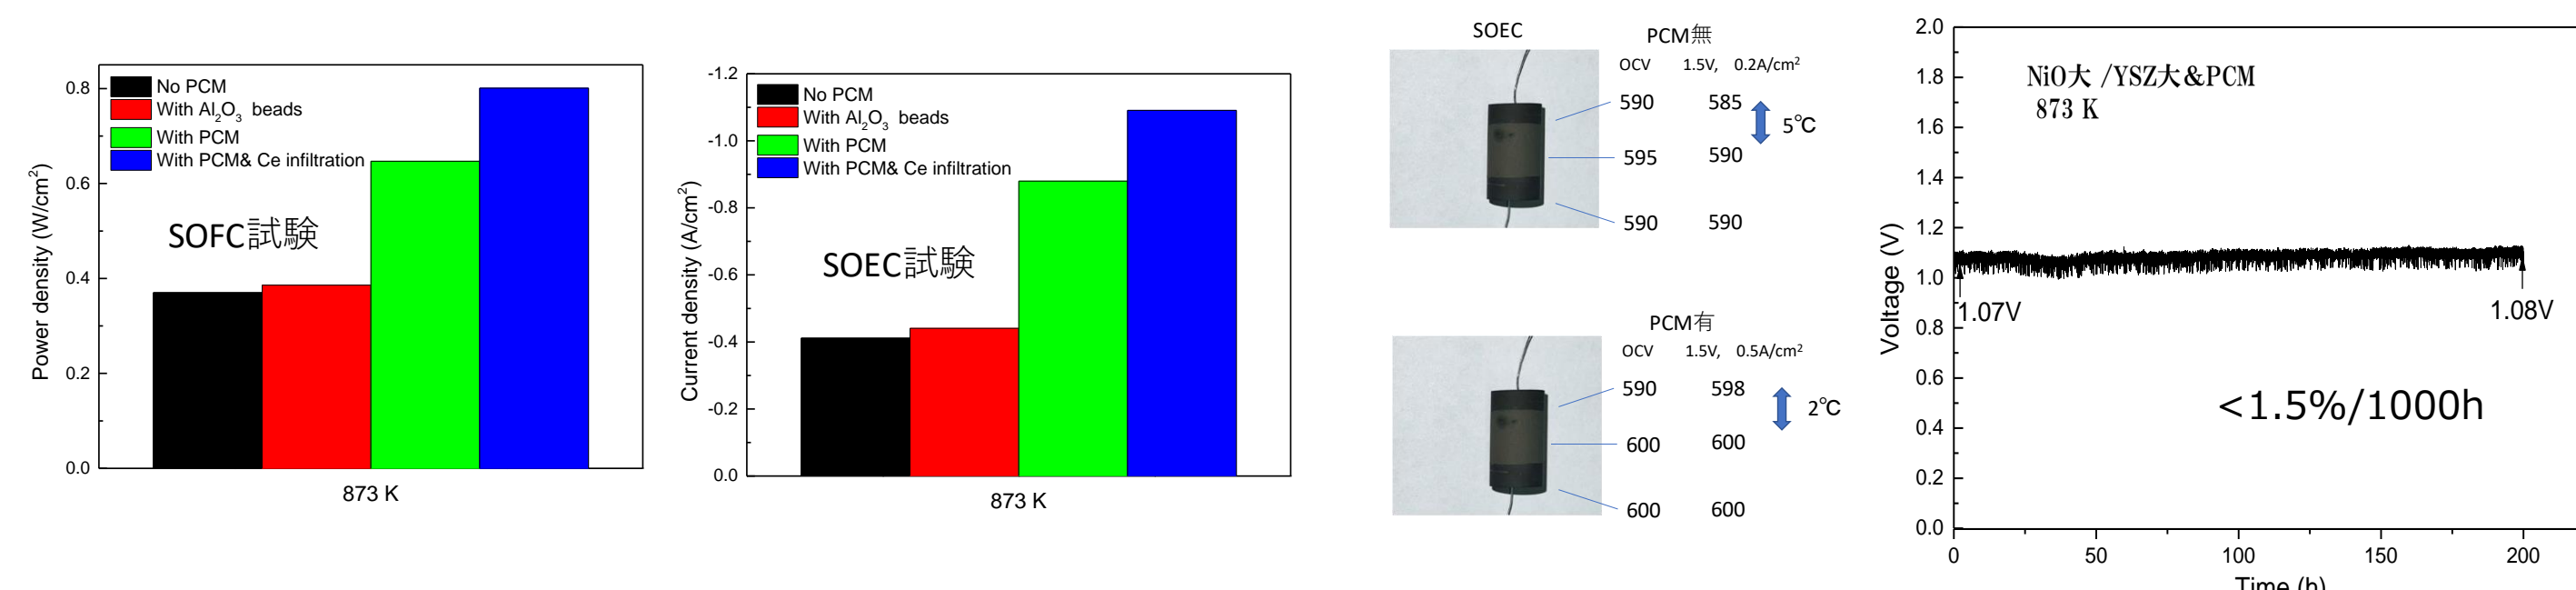 No PCM
With Al2O3 beads
With PCM
With PCM& Ce infiltration
SOFC試験
Power density (W/cm2)
0.8
0.6
0.4
0.2
0.0
873 K
No PCM
With Al2O3 beads
With PCM
With PCM& Ce infiltration
SOEC試験
Current density (A/cm2)
-1.2
-1.0
-0.8
-0.6
-0.4
-0.2
0.0
873 K
SOEC
PCM無
OCV 1.5V, 0.2A/cm2
590 585
5℃
595 590
590 590
PCM有
OCV 1.5V, 0.5A/cm2
590 598
2℃
600 600
600 600
NiO大 /YSZ大&PCM
873 K
Voltage (V)
2.0
1.8
1.6
1.4
1.2
1.0
0.8
0.6
0.4
0.2
0.0
1.07V
1.08V
<1.5%/1000h
0 50 100 150 200
Time (h)